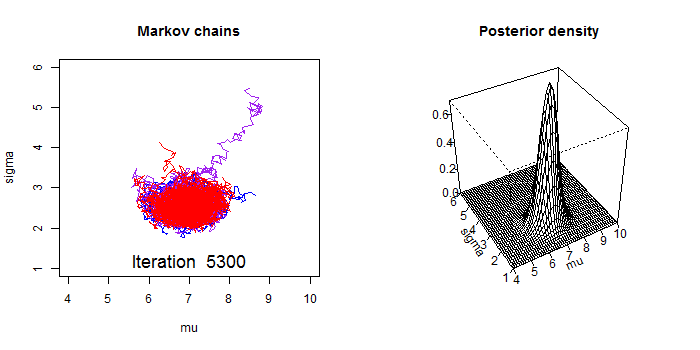 Markov chains
6
5
4
3
2
1
sigma
Iteration 5300
4 5 6 7 8 9 10
mu
Posterior density
0.6
0.4
0.2
0.0
6
5
4
3
2
1
sigma
4 5 6 7 8 9 10
mu